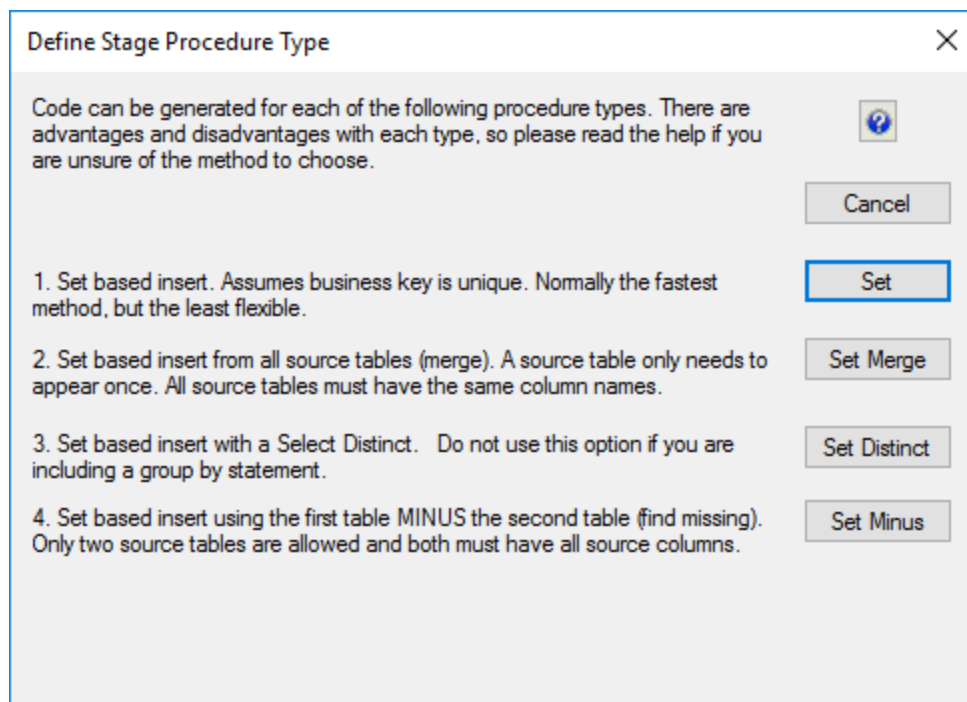 Define Stage Procedure Type
Code can be generated for each of the following procedure types. There are
advantages and disadvantages with each type, so please read the help if you
are unsure of the method to choose.
Cancel
1. Set based insert. Assumes business key is unique. Normally the fastest
method, but the least flexible.
Set
2. Set based insert from all source tables (merge). A source table only needs to
appear once. All source tables must have the same column names.
Set Merge
3. Set based insert with a Select Distinct.   Do not use this option if you are
including a group by statement.
Set Distinct
4. Set based insert using the first table MINUS the second table (find missing).
Only two source tables are allowed and both must have all source columns.
Set Minus